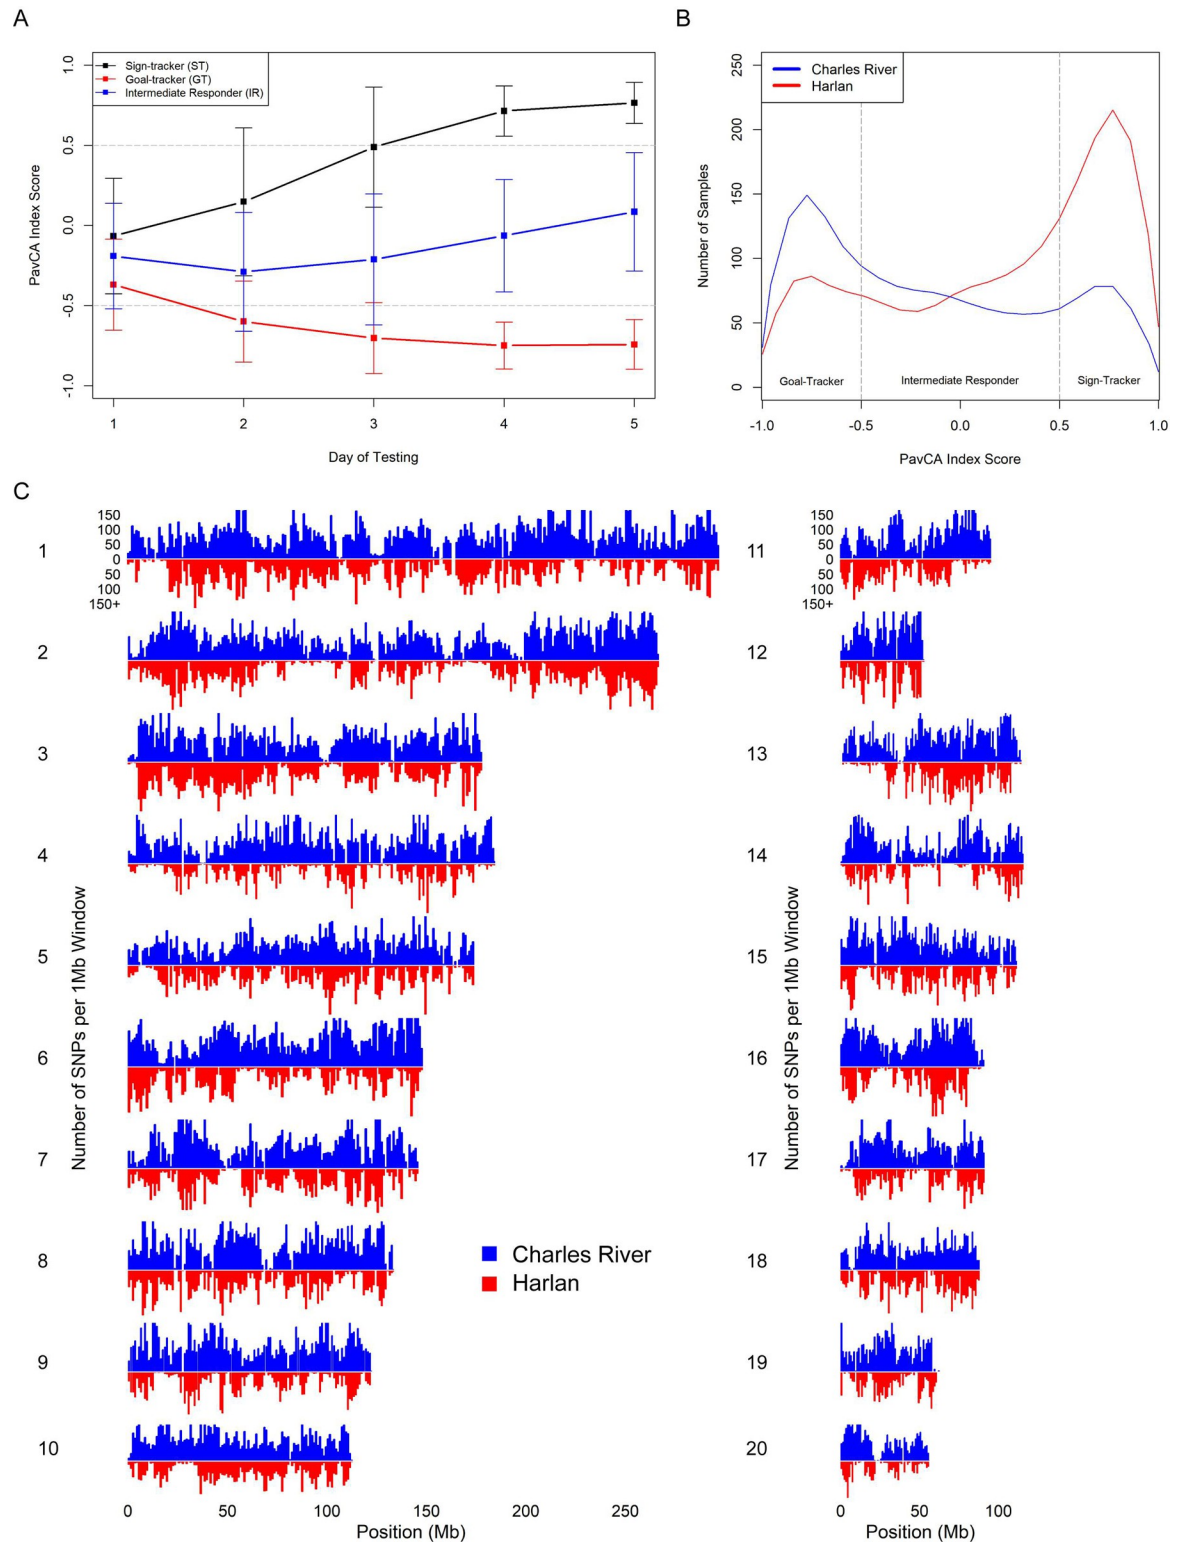 A
PavCA Index Score
1.0
0.5
0.0
-0.5
-1.0
Sign-tracker (ST)
Goal-tracker (GT)
Intermediate Responder (IR)
1 2 3 4 5
Day of Testing
B
Number of Samples
250
200
150
100
50
0
Charles River
Harlan
Goal-Tracker Intermediate Responder Sign-Tracker
-1.0 -0.5 0.0 0.5 1.0
PavCA Index Score
C
Number of SNPs per 1Mb Window
150
100
50
0
50
100
150+
1
2
3
4
5
6
7
8
9
10
0 50 100 150 200 250
Position (Mb)
Charles River
Harlan
Number of SNPs per 1Mb Window
150
100
50
0
50
100
150+
11
12
13
14
15
16
17
18
19
20
0 50 100
Position (Mb)